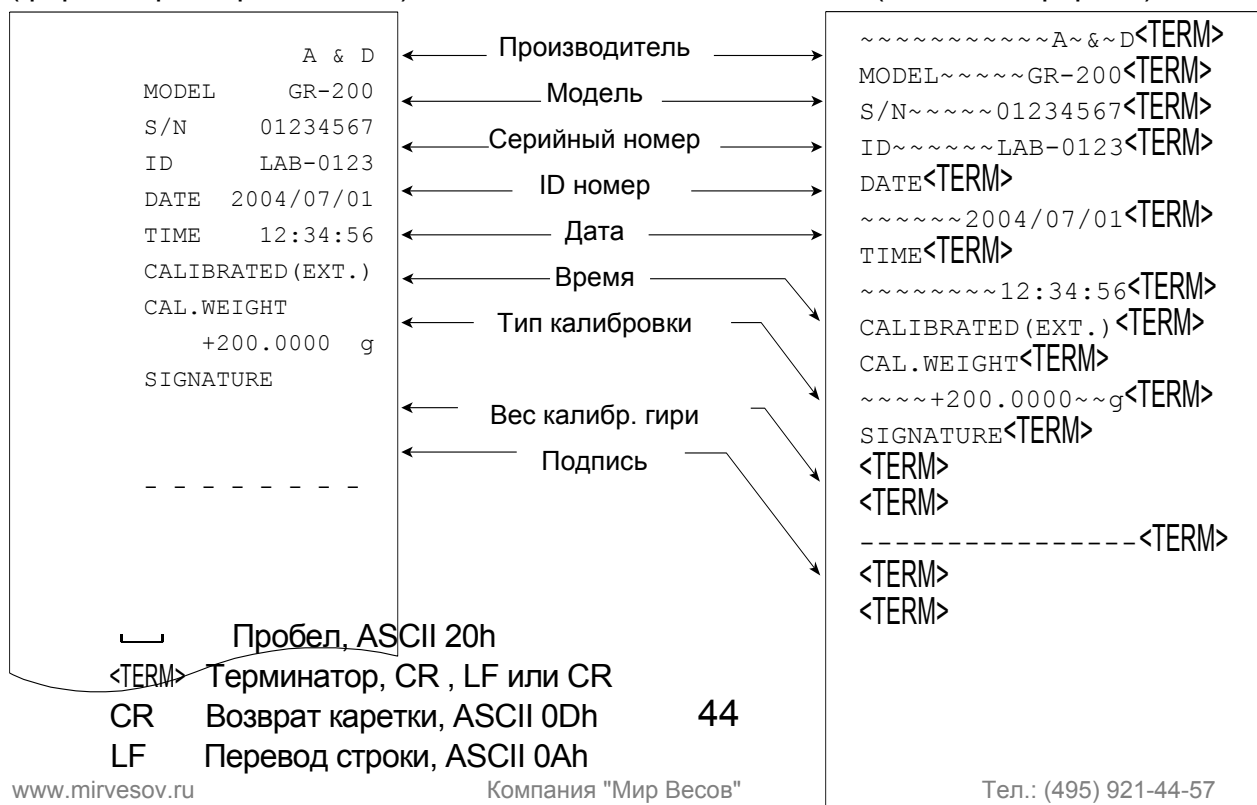 A & D
MODEL GR-200
S/N 01234567
ID LAB-0123
DATE 2004/07/01
TIME 12:34:56
CALIBRATED(EXT.)
CAL.WEIGHT
+200.0000 g
SIGNATURE
- - - - - - - -
Производитель
Модель
Серийный номер
ID номер
Дата
Время
Тип калибровки
Вес калибр. гири
Подпись
~~~~~~~~~~~A~&~D<TERM>
MODEL~~~~~GR-200<TERM>
S/N~~~~~01234567<TERM>
ID~~~~~~LAB-0123<TERM>
DATE<TERM>
~~~~~~2004/07/01<TERM>
TIME<TERM>
~~~~~~~~12:34:56<TERM>
CALIBRATED(EXT.)<TERM>
CAL.WEIGHT<TERM>
~~~~+200.0000~~g<TERM>
SIGNATURE<TERM>
<TERM>
<TERM>
----------------<TERM>
<TERM>
<TERM>
Пробел, ASCII 20h
<TERM> Терминатор, CR , LF или CR
CR Возврат каретки, ASCII 0Dh
LF Перевод строки, ASCII 0Ah
44
www.mirvesov.ru Компания "Мир Весов" Тел.: (495) 921-44-57